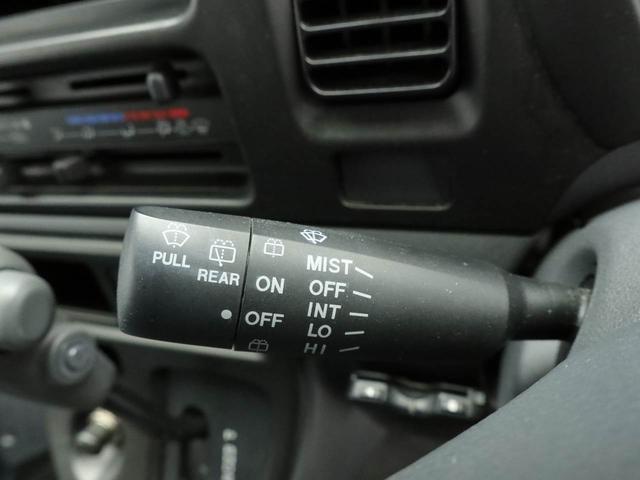 PULL
REAR
ON
OFF
MIST
OFF
INT
LO
HI